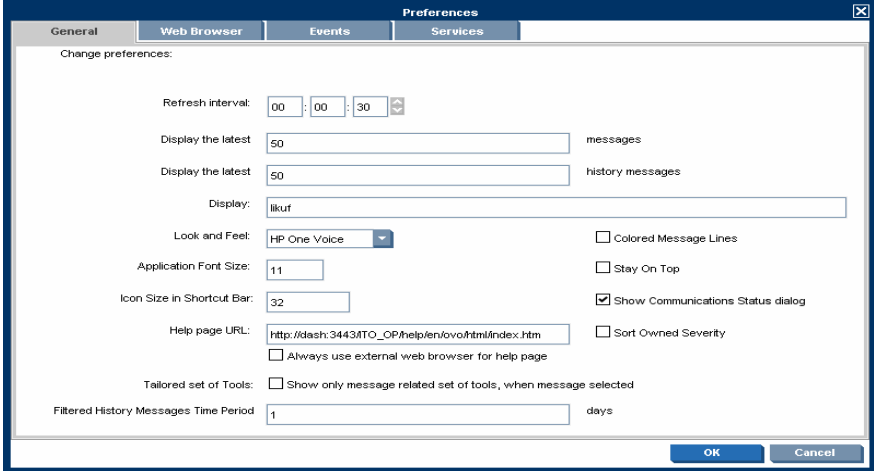 Preferences
General Web Browser Events Services
Change preferences:
Refresh interval: 00 : 00 : 30
Display the latest 50 messages
Display the latest 50 history messages
Display: likuf
Look and Feel: HP One Voice Colored Message Lines
Application Font Size: 11 Stay On Top
Icon Size in Shortcut Bar: 32 Show Communications Status dialog
Help page URL: http://dash:3443/ITO_OP/help/en/ovo/html/index.htm Sort Owned Severity
Always use external web browser for help page
Tailored set of Tools: Show only message related set of tools, when message selected
Filtered History Messages Time Period 1 days
OK Cancel